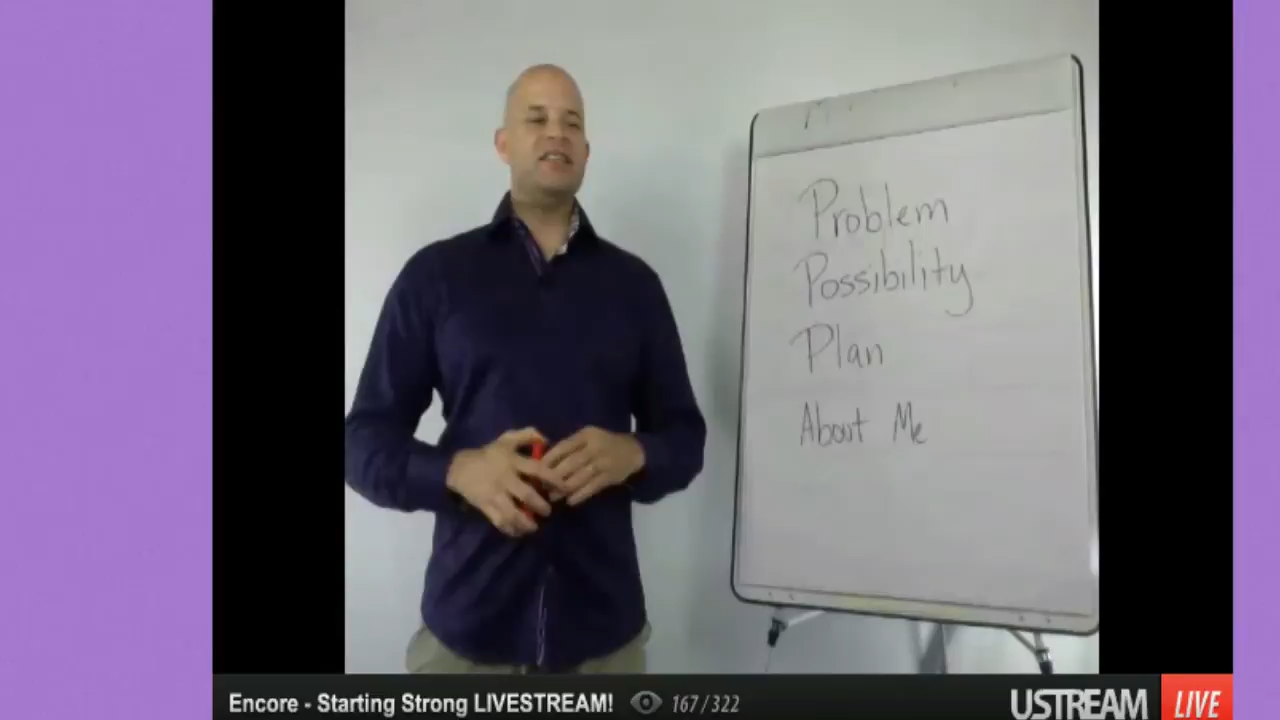 Problem
Possibility
Plan
About Me
Encore - Starting Strong LIVESTREAM! 167/322 USTREAM LIVE